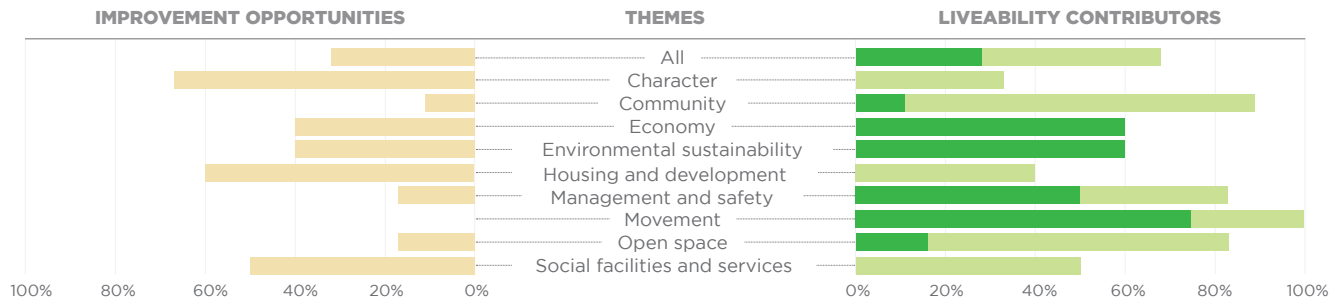 IMPROVEMENT OPPORTUNITIES THEMES LIVEABILITY CONTRIBUTORS
All
Character
Community
Economy
Environmental sustainability
Housing and development
Management and safety
Movement
Open space
Social facilities and services
100% 80% 60% 40% 20% 0% 0% 20% 40% 60% 80% 100%